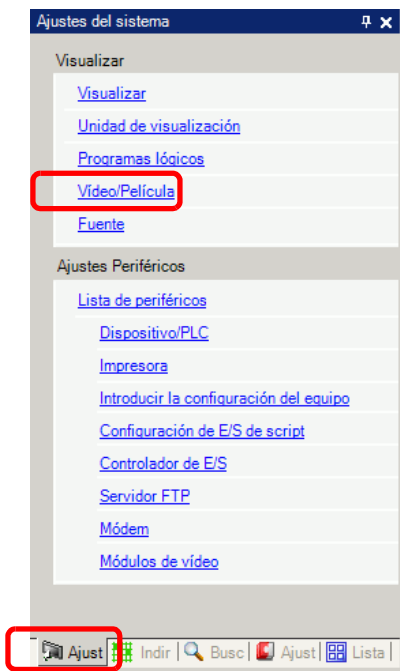 Ajustes del sistema
Visualizar
Visualizar
Unidad de visualización
Programas lógicos
Vídeo/Película
Fuente
Ajustes Periféricos
Lista de periféricos
Dispositivo/PLC
Impresora
Introducir la configuración del equipo
Configuración de E/S de script
Controlador de E/S
Servidor FTP
Módem
Módulos de vídeo
Ajust Indir Busc Ajust Lista